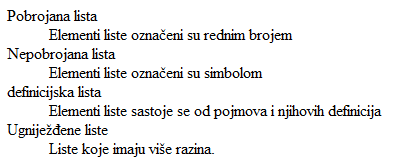 Pobrojana lista
Elementi liste označeni su rednim brojem
Nepobrojana lista
Elementi liste označeni su simbolom
definicijska lista
Elementi liste sastoje se od pojmova i njihovih definicija
Ugniježđene liste
Liste koje imaju više razina.